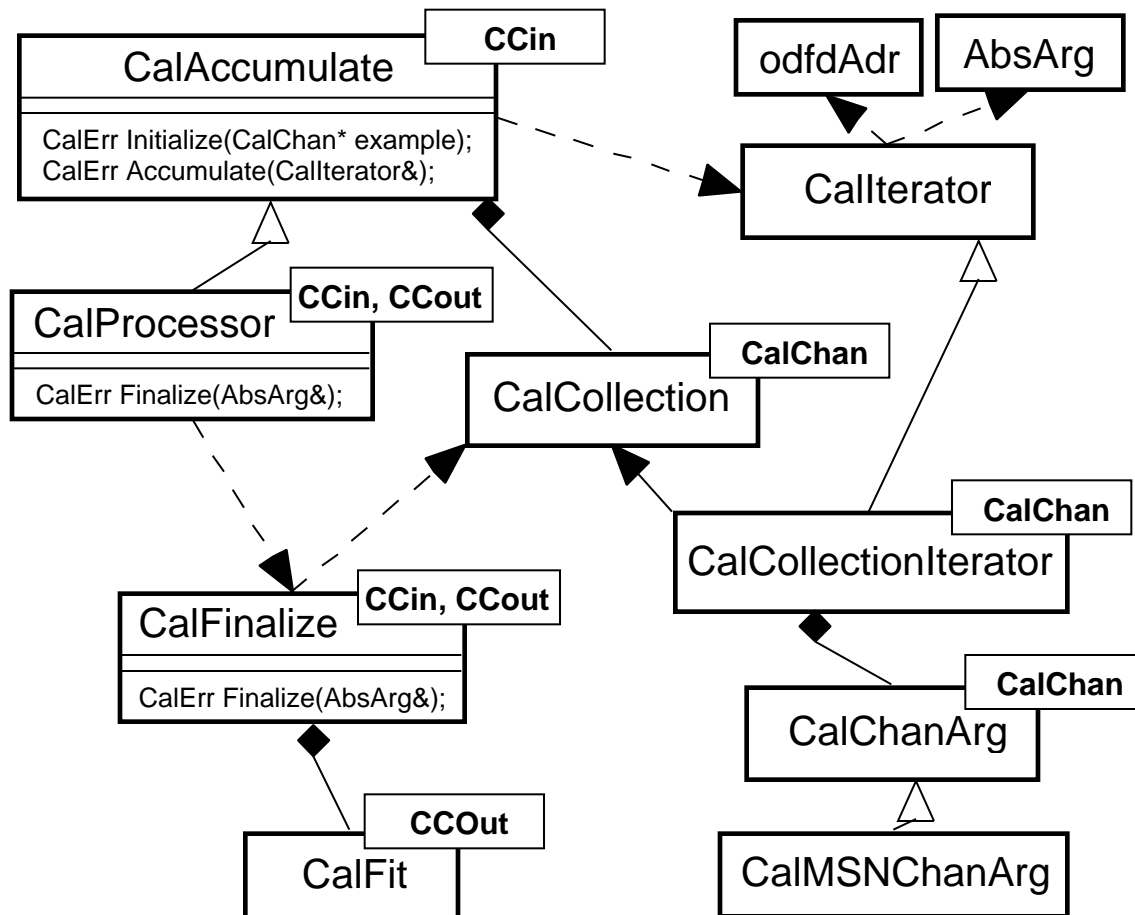 CCin
CalAccumulate
CalErr Initialize(CalChan* example);
CalErr Accumulate(CalIterator&);
odfdAdr
AbsArg
CalIterator
CCin, CCout
CalProcessor
CalErr Finalize(AbsArg&);
CalChan
CalCollection
CalChan
CalCollectionIterator
CCin, CCout
CalFinalize
CalErr Finalize(AbsArg&);
CalChan
CalChanArg
CCOut
CalFit
CalMSNChanArg